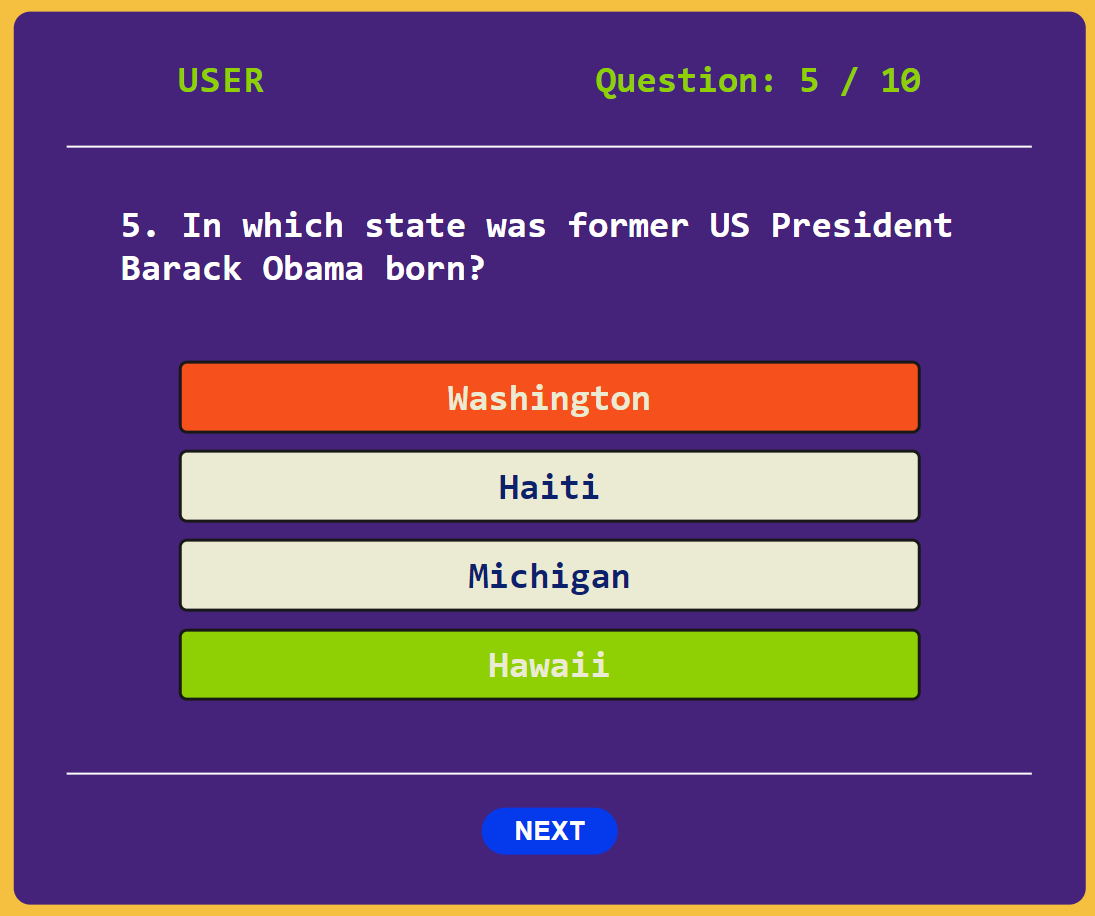 USER
Question: 5 / 10
5. In which state was former US President
Barack Obama born?
Washington
Haiti
Michigan
Hawaii
NEXT